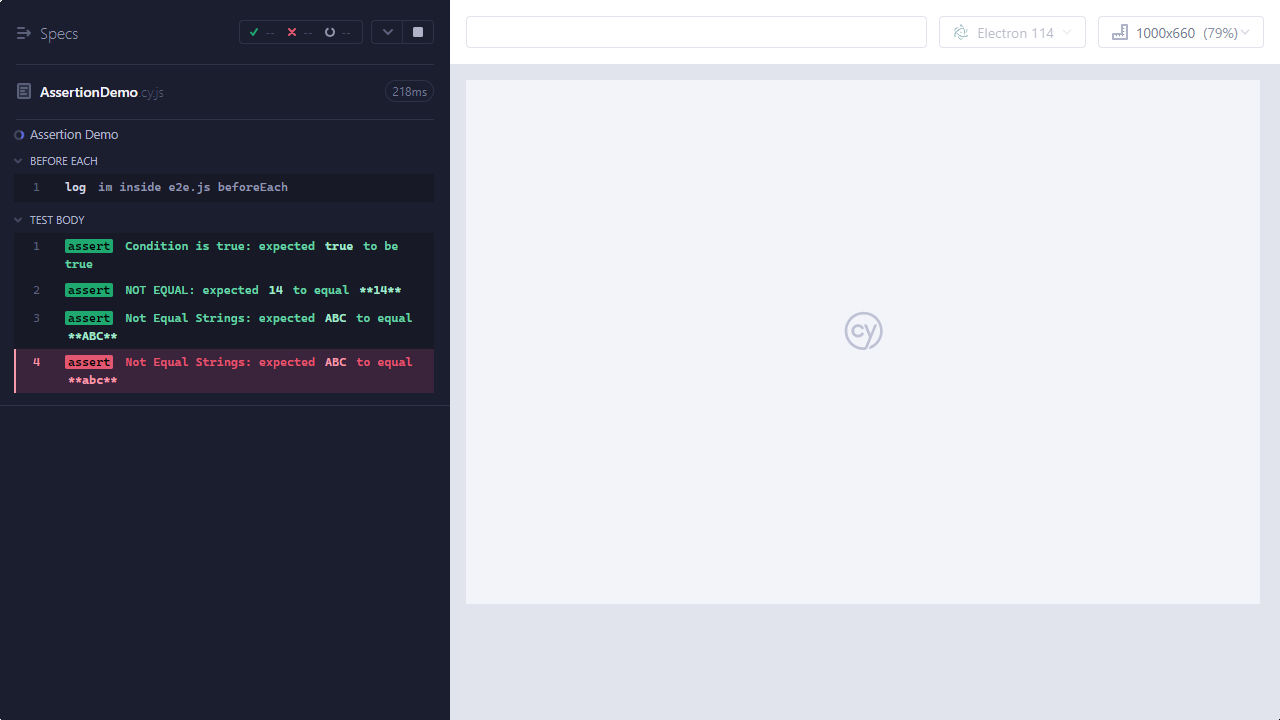 Specs
-- -- --
Electron 114
1000x660 (79%)
AssertionDemo.cy.js
218ms
Assertion Demo
BEFORE EACH
1 log im inside e2e.js beforeEach
TEST BODY
1 assert Condition is true: expected true to be
true
2 assert NOT EQUAL: expected 14 to equal **14**
3 assert Not Equal Strings: expected ABC to equal
**ABC**
4 assert Not Equal Strings: expected ABC to equal
**abc**
cy